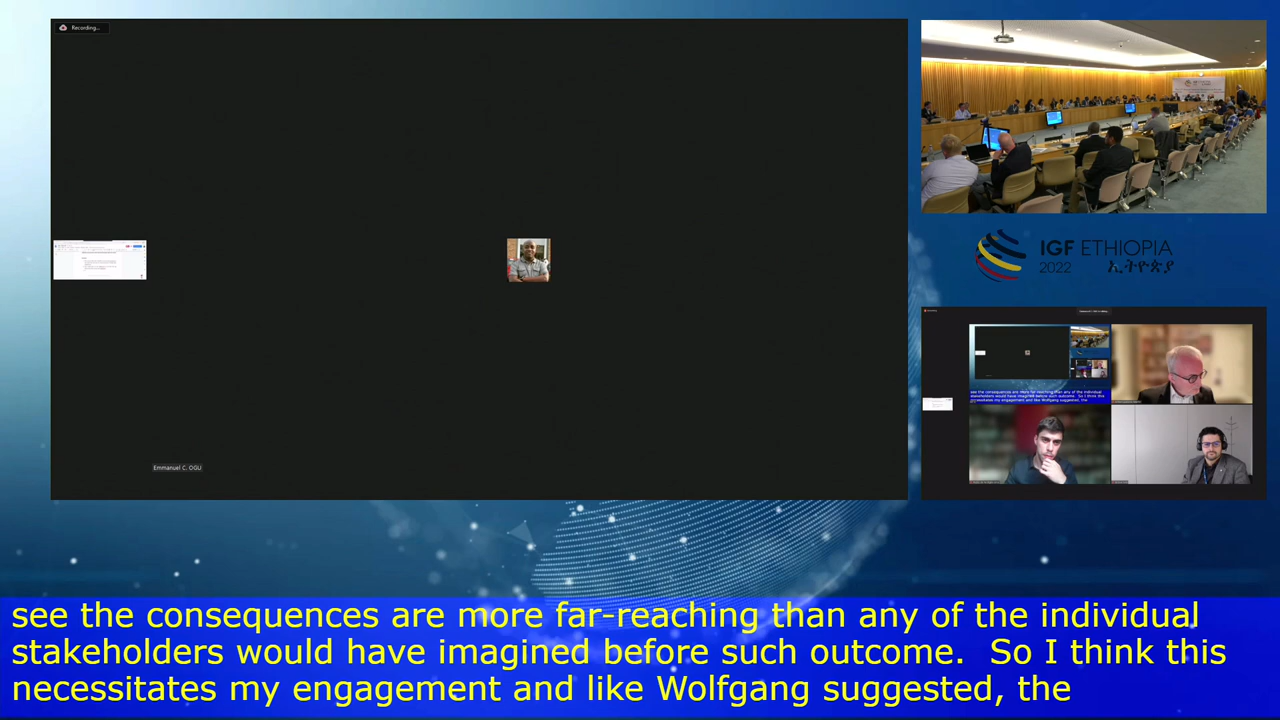 Recording...
IGF ETHIOPIA
2022 ኢትዮጵያ
Emmanuel C. OGU
see the consequences are more far-reaching than any of the individual
stakeholders would have imagined before such outcome.  So I think this
necessitates my engagement and like Wolfgang suggested, the